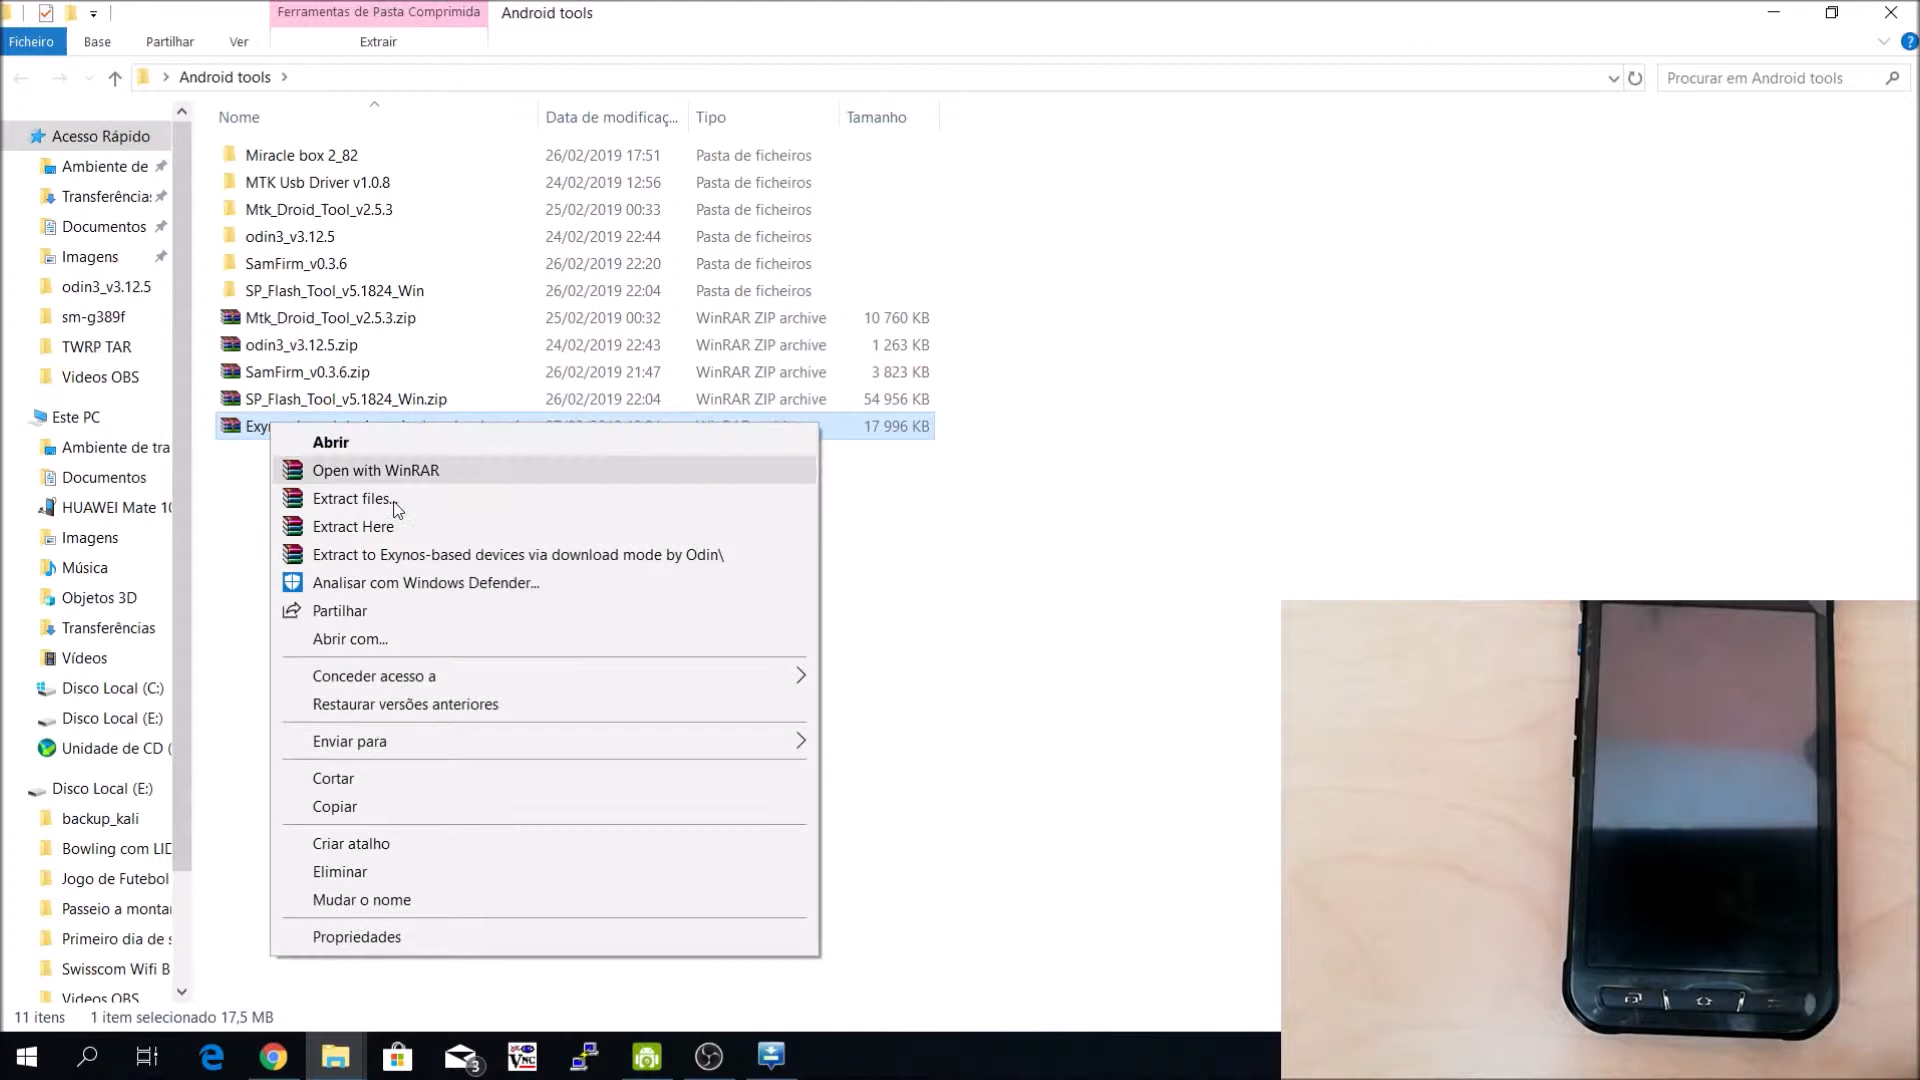 Ferramentas de Pasta Comprimida
Android tools
Ficheiro
Base
Partilhar
Ver
Extrair
?
Android tools
Procurar em Android tools
Nome
Data de modificaç...
Tipo
Tamanho
Acesso Rápido
Ambiente de
Transferências
Documentos
Imagens
odin3_v3.12.5
sm-g389f
TWRP TAR
Videos OBS
Este PC
Ambiente de tra
Documentos
HUAWEI Mate 10
Imagens
Música
Objetos 3D
Transferências
Vídeos
Disco Local (C:)
Disco Local (E:)
Unidade de CD (
Disco Local (E:)
backup_kali
Bowling com LID
Jogo de Futebol
Passeio a montar
Primeiro dia de s
Swisscom Wifi B
Videos OBS
Miracle box 2_82 26/02/2019 17:51 Pasta de ficheiros
MTK Usb Driver v1.0.8 24/02/2019 12:56 Pasta de ficheiros
Mtk_Droid_Tool_v2.5.3 25/02/2019 00:33 Pasta de ficheiros
odin3_v3.12.5 24/02/2019 22:44 Pasta de ficheiros
SamFirm_v0.3.6 26/02/2019 22:20 Pasta de ficheiros
SP_Flash_Tool_v5.1824_Win 26/02/2019 22:04 Pasta de ficheiros
Mtk_Droid_Tool_v2.5.3.zip 25/02/2019 00:32 WinRAR ZIP archive 10 760 KB
odin3_v3.12.5.zip 24/02/2019 22:43 WinRAR ZIP archive 1 263 KB
SamFirm_v0.3.6.zip 26/02/2019 21:47 WinRAR ZIP archive 3 823 KB
SP_Flash_Tool_v5.1824_Win.zip 26/02/2019 22:04 WinRAR ZIP archive 54 956 KB
Exy 17 996 KB
Abrir
Open with WinRAR
Extract files...
Extract Here
Extract to Exynos-based devices via download mode by Odin\
Analisar com Windows Defender...
Partilhar
Abrir com...
Conceder acesso a
Restaurar versões anteriores
Enviar para
Cortar
Copiar
Criar atalho
Eliminar
Mudar o nome
Propriedades
11 itens 1 item selecionado 17,5 MB
3
VNC